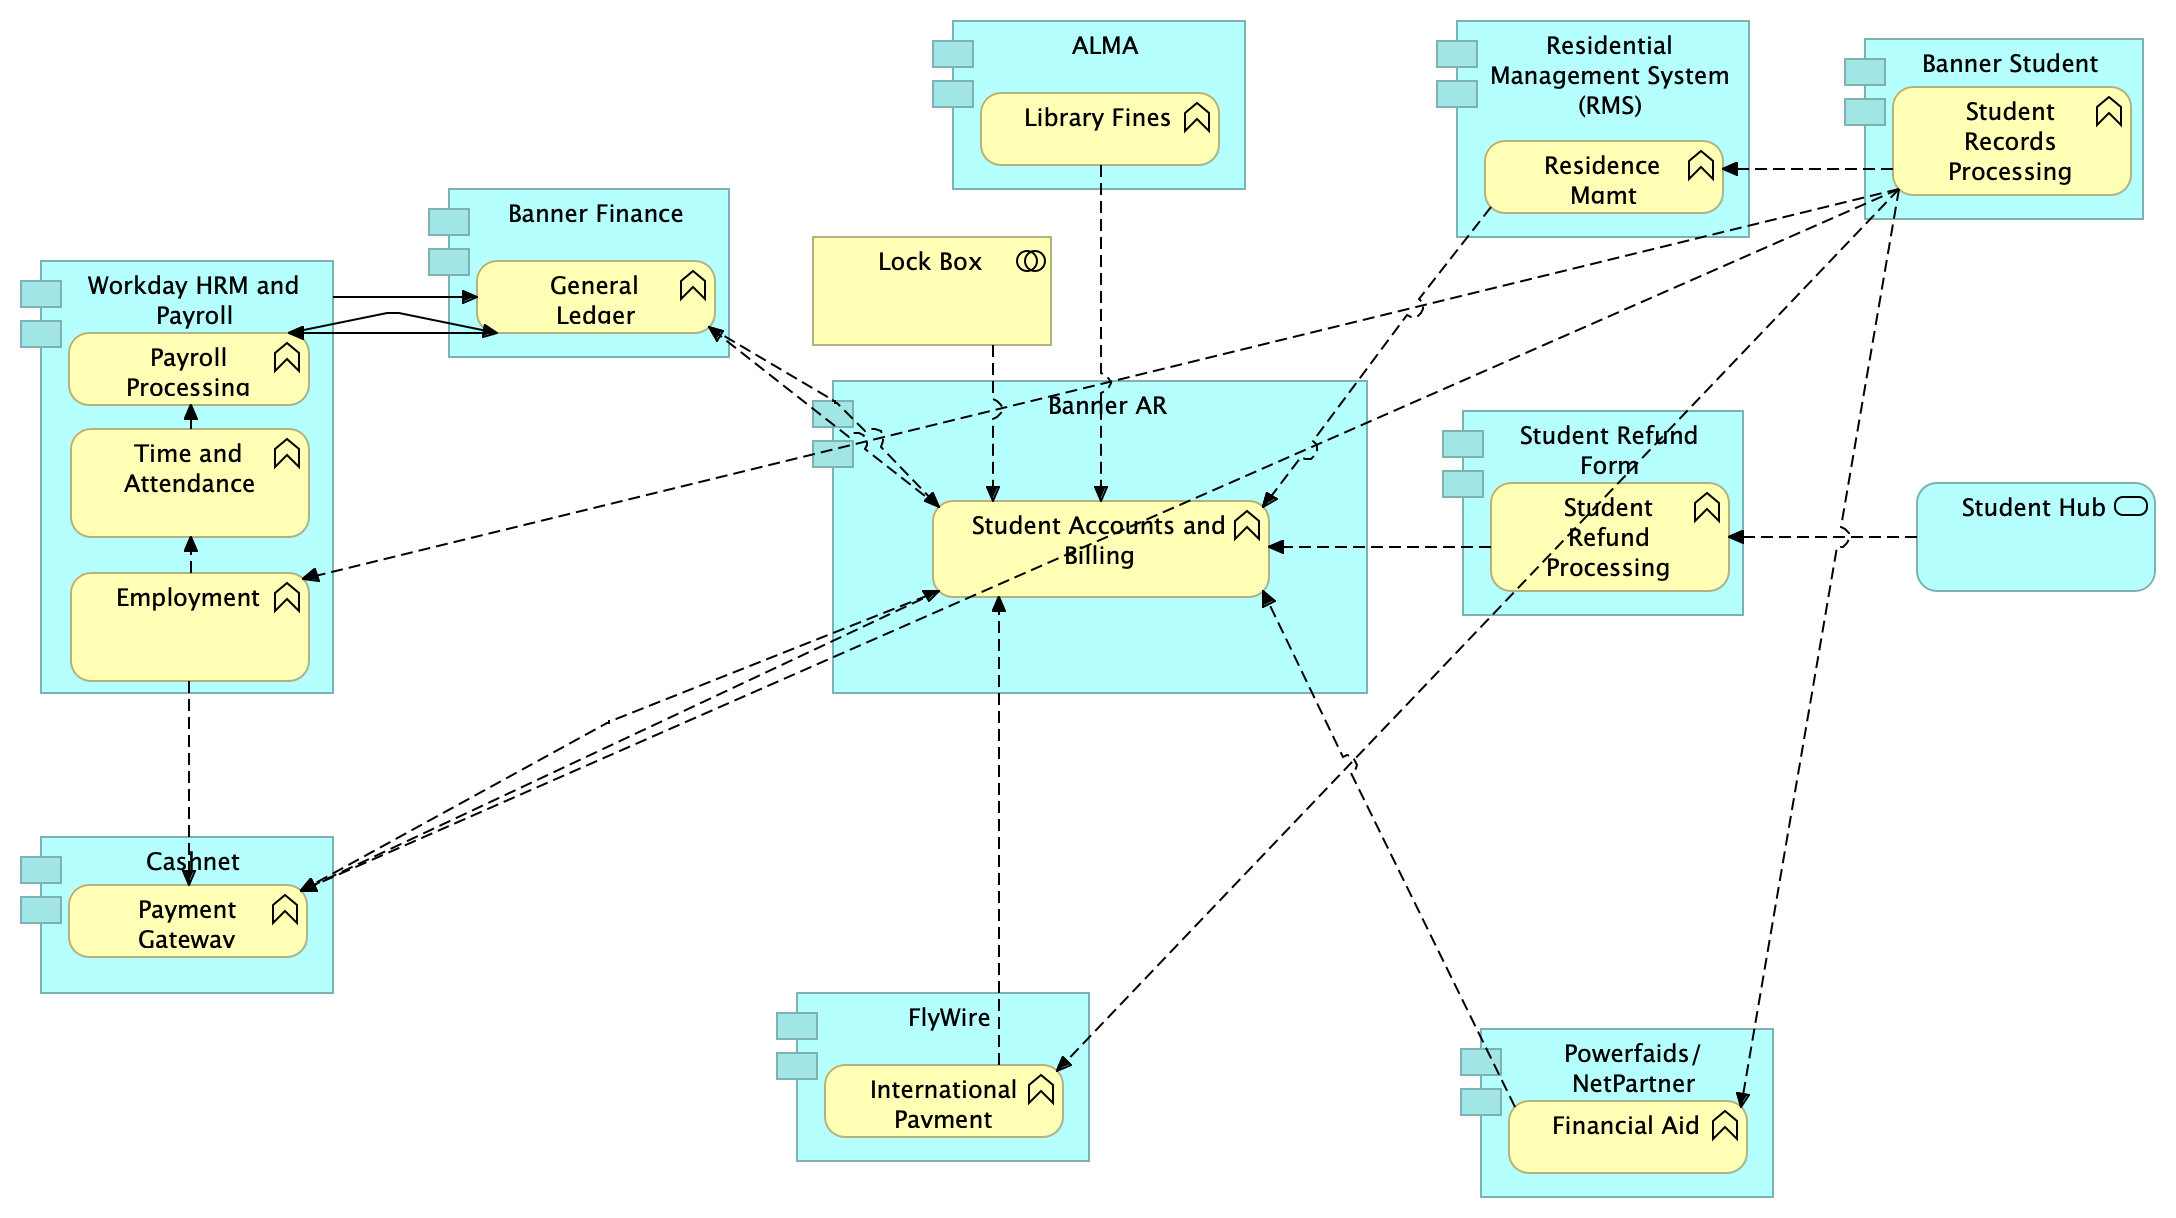 ALMA
Library Fines
Residential
Management System
(RMS)
Residence
Mgmt
Banner Student
Student
Records
Processing
Banner Finance
General
Ledger
Lock Box
Workday HRM and
Payroll
Payroll
Processing
Time and
Attendance
Employment
Banner AR
Student Accounts and
Billing
Student Refund
Form
Student
Refund
Processing
Student Hub
Cashnet
Payment
Gateway
FlyWire
International
Payment
Powerfaids/
NetPartner
Financial Aid